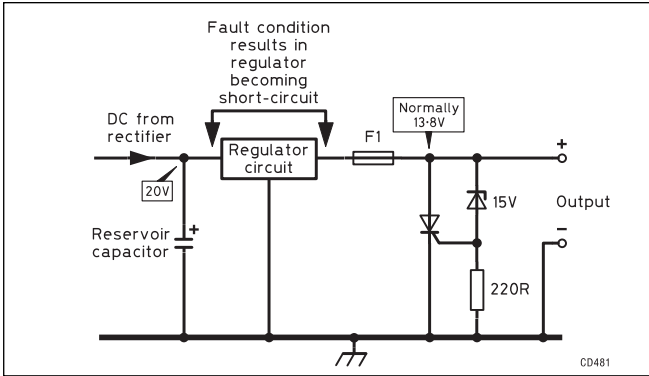 Fault condition
results in
regulator
becoming
short-circuit
DC from
rectifier
Normally
13·8V
F1
+
Regulator
circuit
20V
15V
Output
Reservoir
capacitor
+
−
220R
CD481